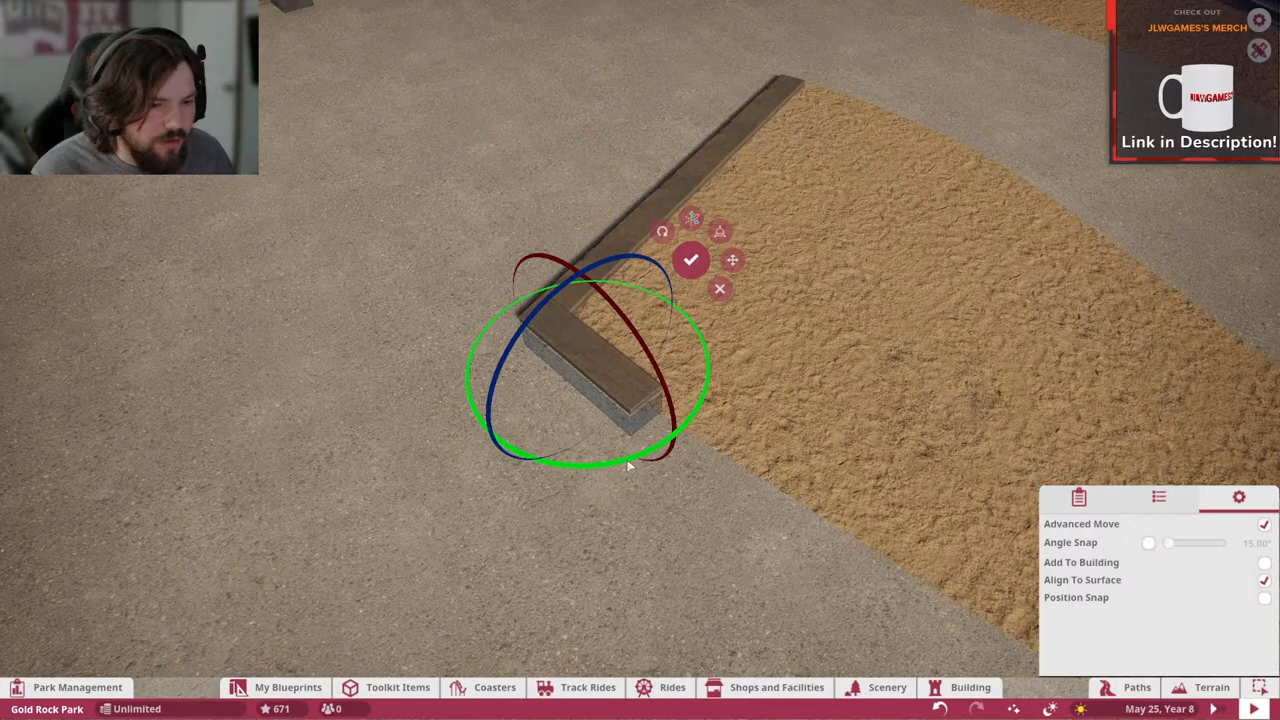 CHECK OUT
JLWGAMES'S MERCH
JLWGAMES
Link in Description!
Advanced Move
Angle Snap 15.00°
Add To Building
Align To Surface
Position Snap
Park Management My Blueprints Toolkit Items Coasters Track Rides Rides Shops and Facilities Scenery Building Paths Terrain
Gold Rock Park Unlimited 671 0 May 25, Year 8